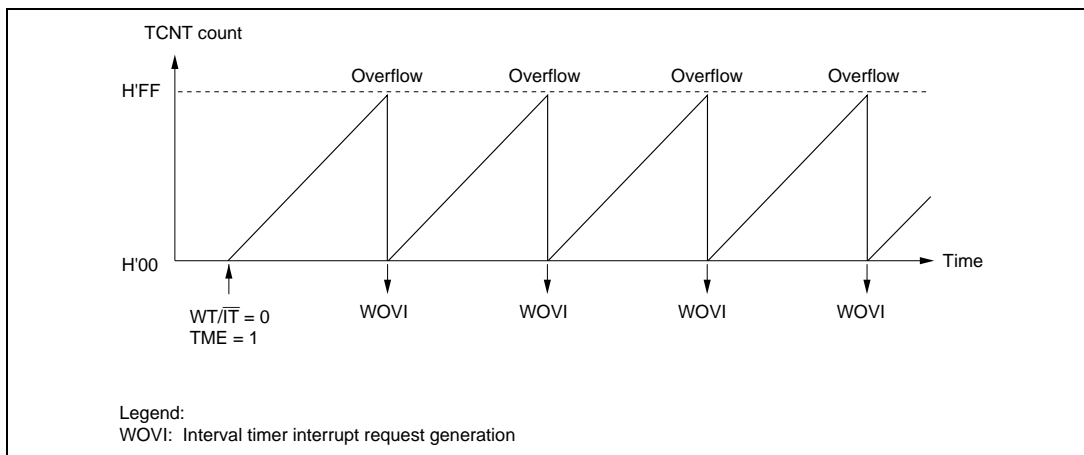 TCNT count
Overflow Overflow Overflow Overflow
H'FF
H'00
Time
WT/I̅T̅ = 0
TME = 1
WOVI WOVI WOVI WOVI
Legend:
WOVI: Interval timer interrupt request generation